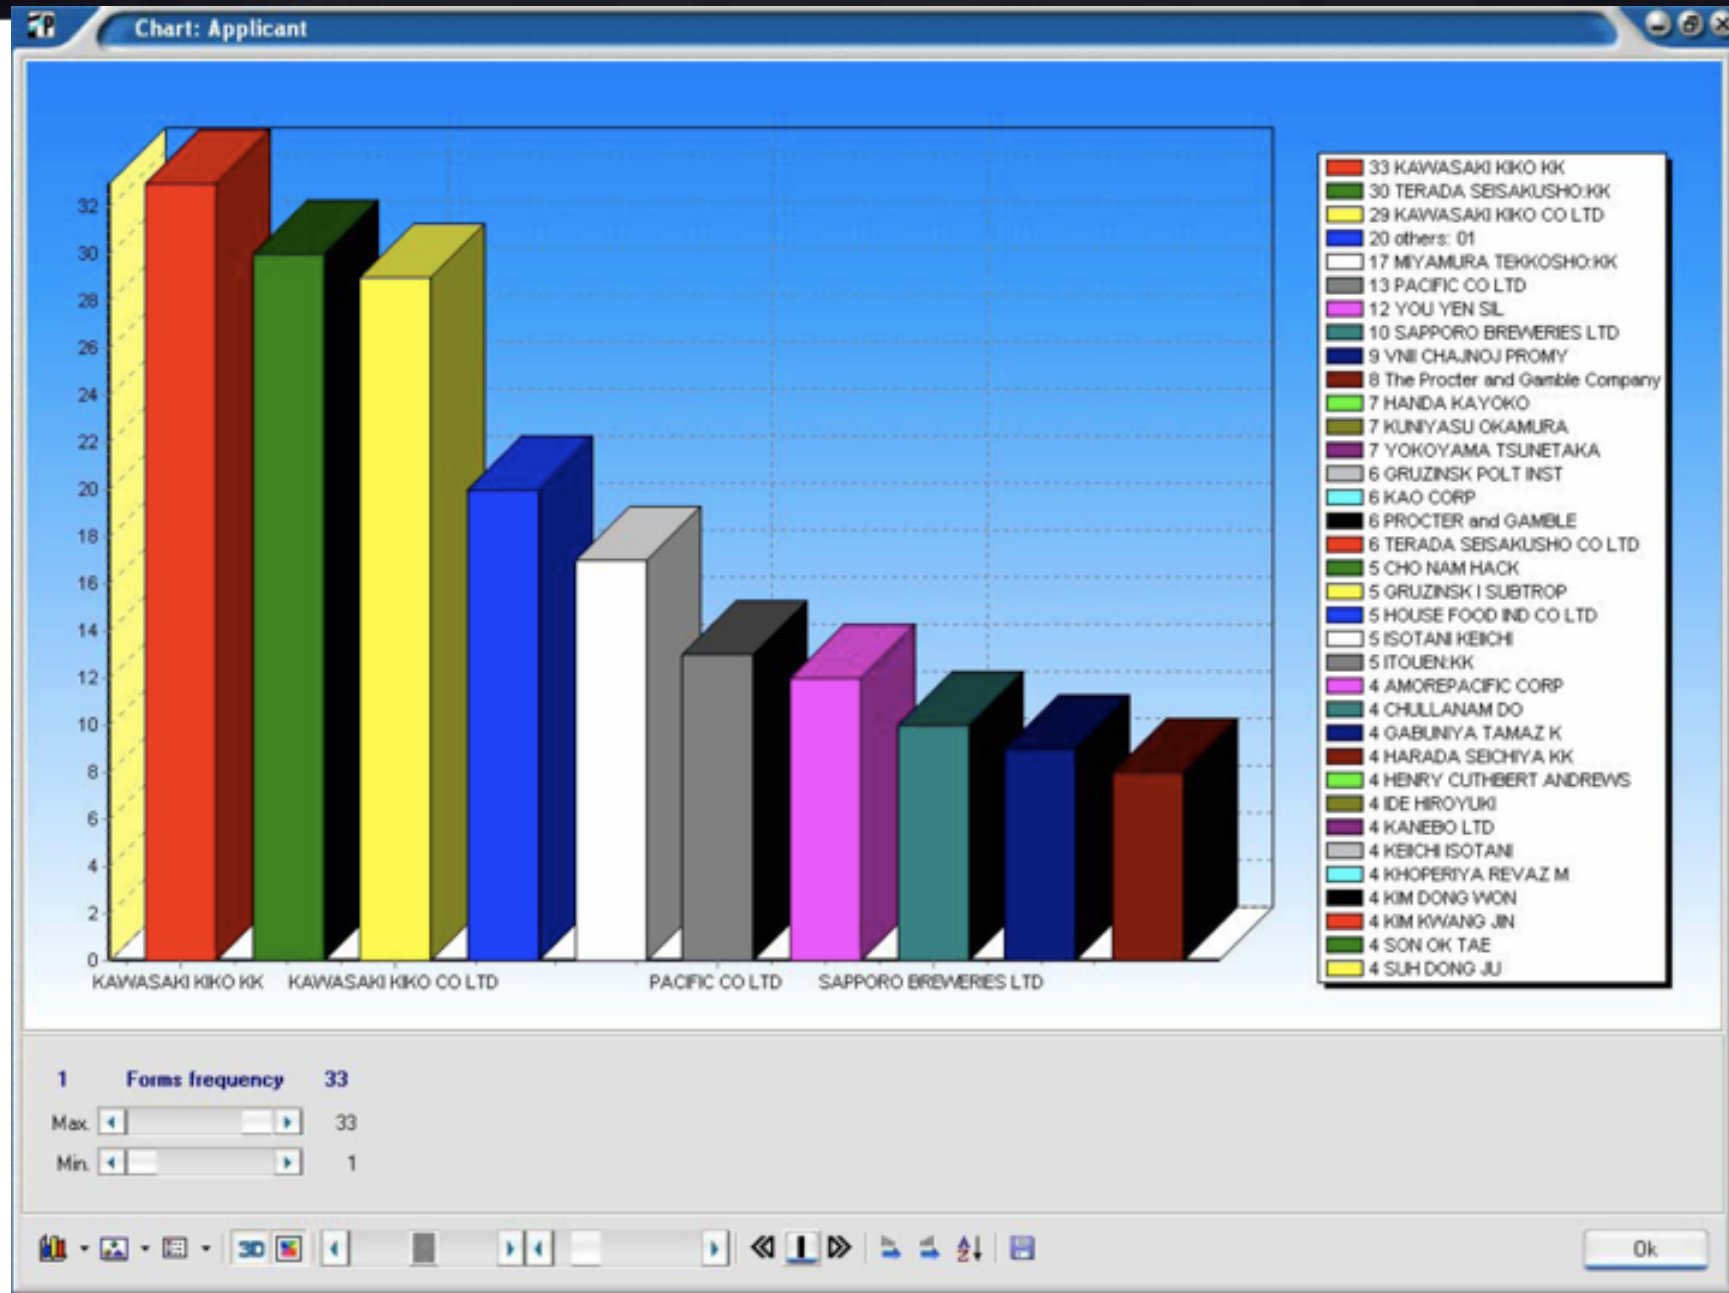 Chart: Applicant
32
30
28
26
24
22
20
18
16
14
12
10
8
6
4
2
0
KAWASAKI KIKO KK
KAWASAKI KIKO CO LTD
PACIFIC CO LTD
SAPPORO BREWERIES LTD
33 KAWASAKI KIKO KK
30 TERADA SEISAKUSHO:KK
29 KAWASAKI KIKO CO LTD
20 others: 01
17 MIYAMURA TEKKOSHO:KK
13 PACIFIC CO LTD
12 YOU YEN SIL
10 SAPPORO BREWERIES LTD
9 VNII CHAJNOJ PROMY
8 The Procter and Gamble Company
7 HANDA KAYOKO
7 KUNIYASU OKAMURA
7 YOKOYAMA TSUNETAKA
6 GRUZINSK POLT INST
6 KAO CORP
6 PROCTER and GAMBLE
6 TERADA SEISAKUSHO CO LTD
5 CHO NAM HACK
5 GRUZINSK I SUBTROP
5 HOUSE FOOD IND CO LTD
5 ISOTANI KEIICHI
5 ITOUEN:KK
4 AMOREPACIFIC CORP
4 CHULLANAM DO
4 GABUNIYA TAMAZ K
4 HARADA SEICHIYA KK
4 HENRY CUTHBERT ANDREWS
4 IDE HIROYUKI
4 KANEBO LTD
4 KEIICHI ISOTANI
4 KHOPERIYA REVAZ M
4 KIM DONG WON
4 KIM KWANG JIN
4 SON OK TAE
4 SUH DONG JU
1 Forms frequency 33
Max. 33
Min. 1
3D
Ok